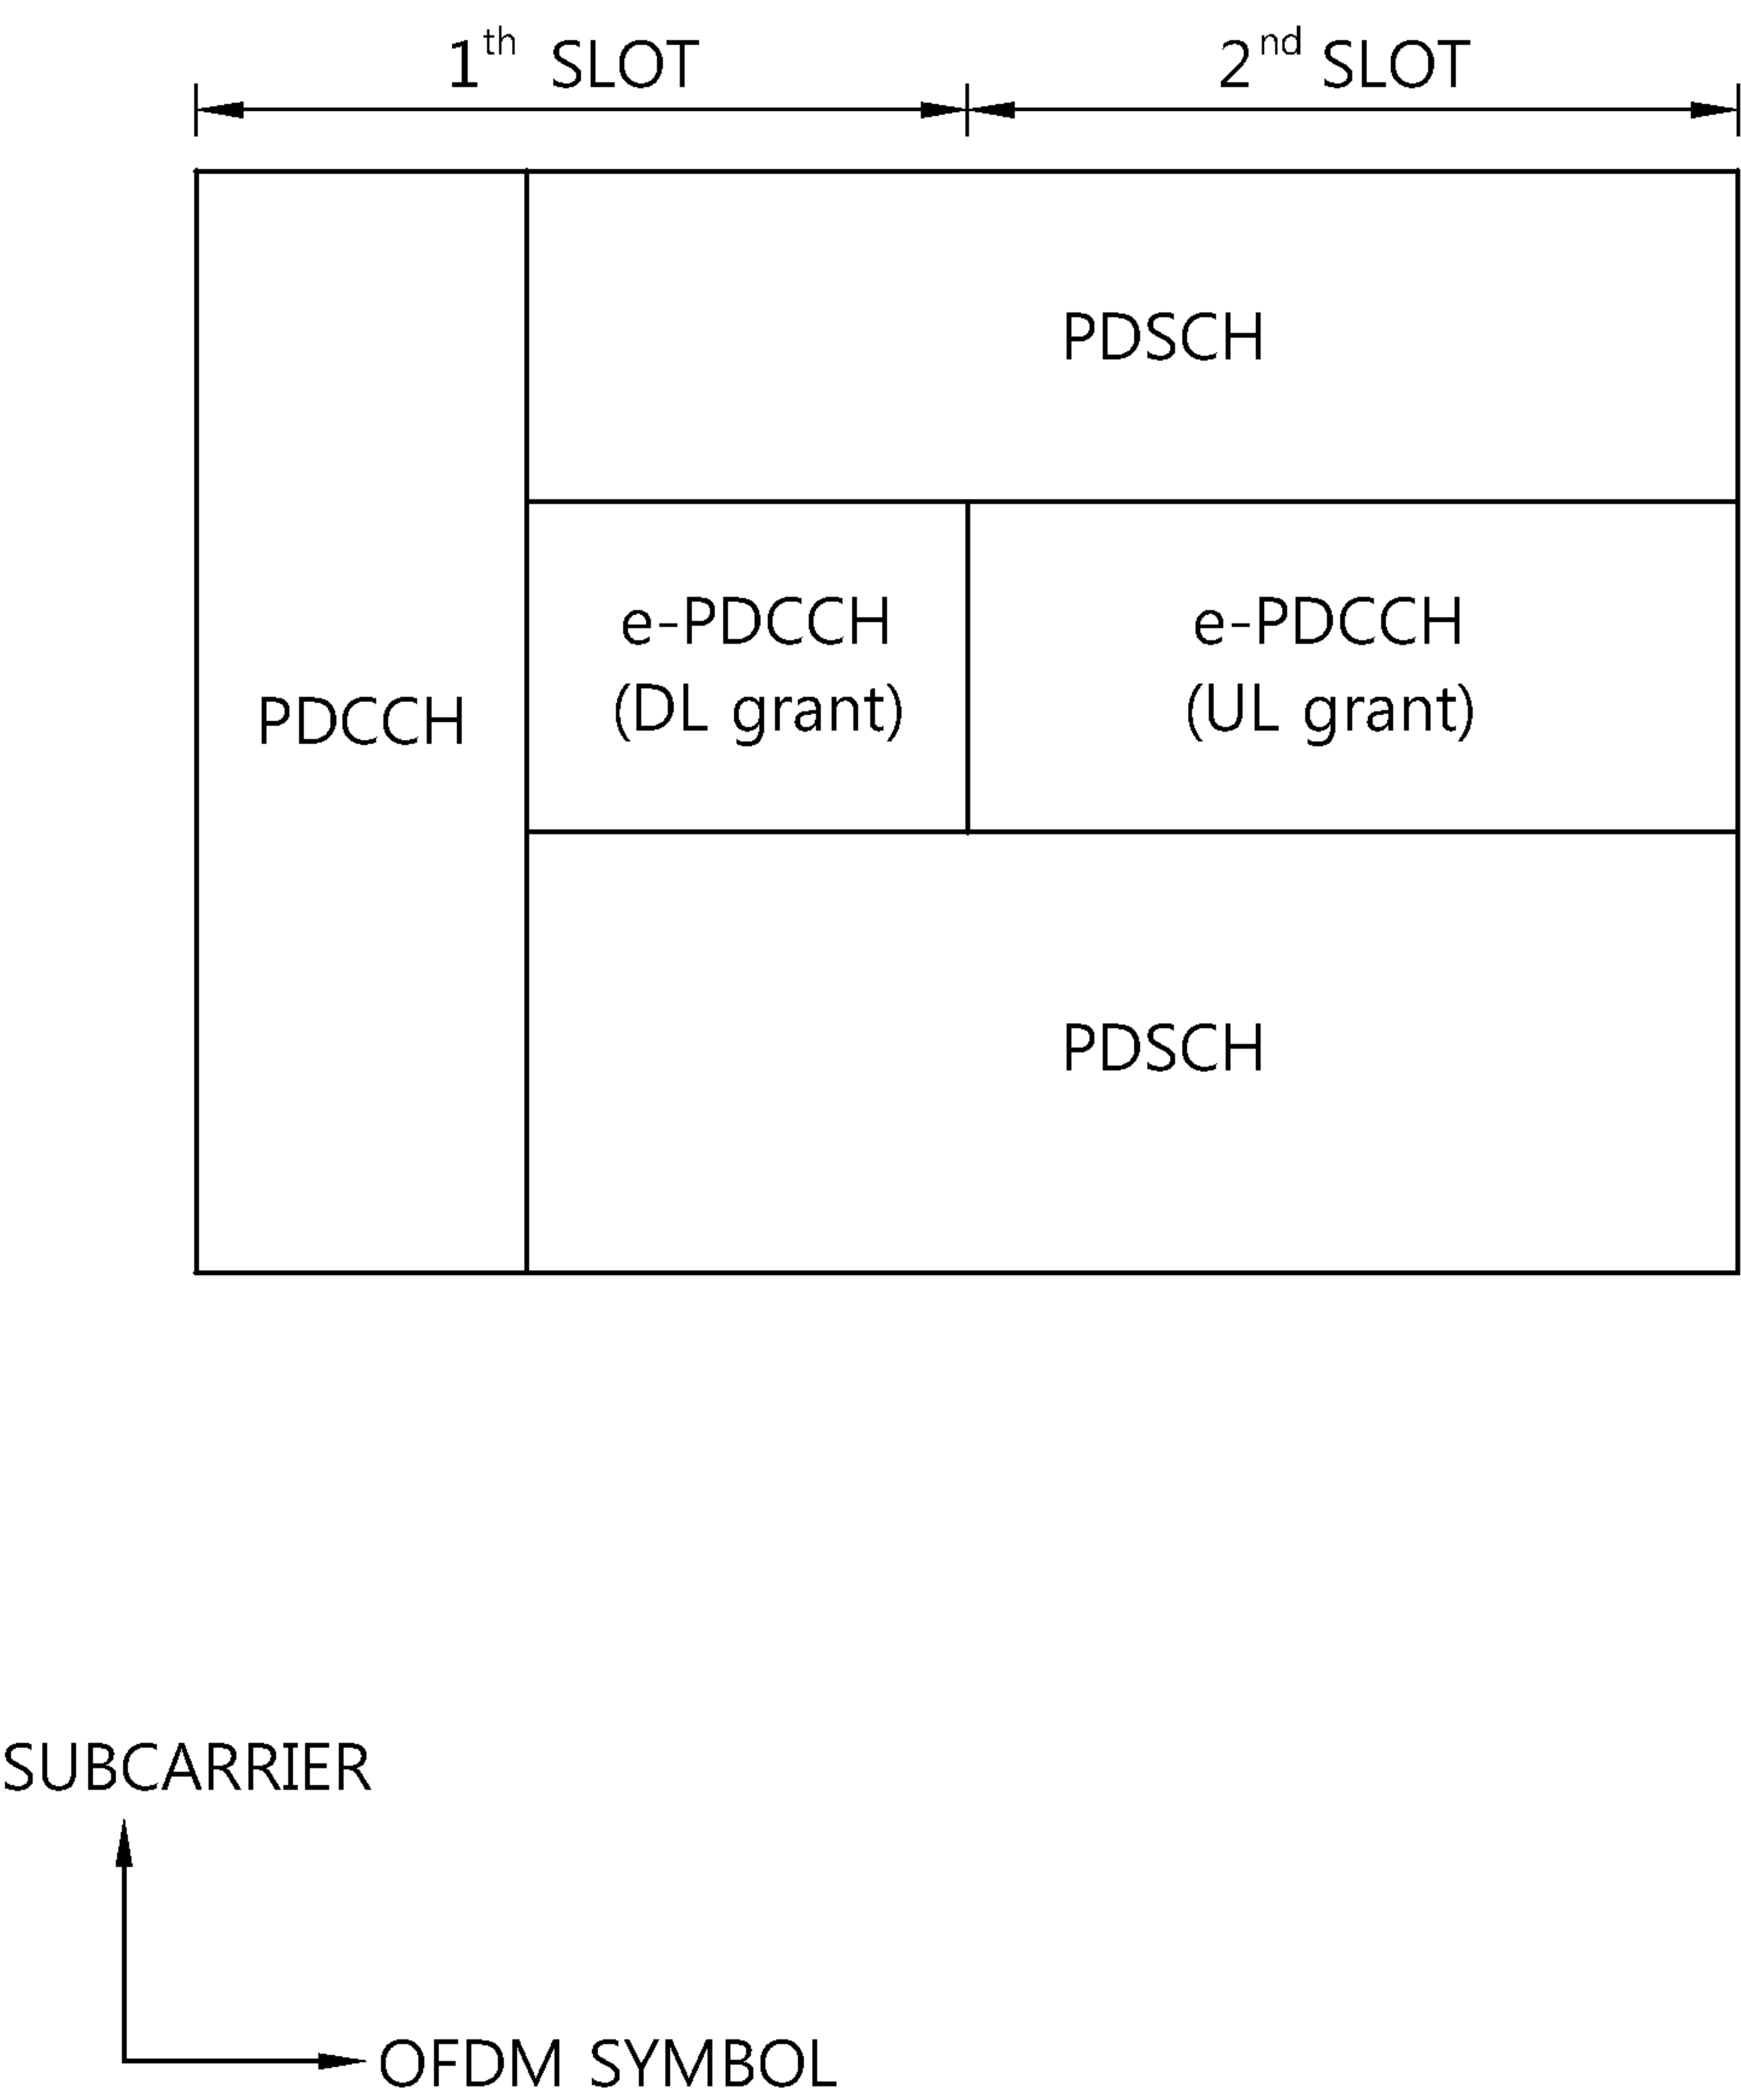 1th SLOT
2nd SLOT
PDSCH
e-PDCCH
(DL grant)
e-PDCCH
(UL grant)
PDCCH
PDSCH
SUBCARRIER
OFDM SYMBOL